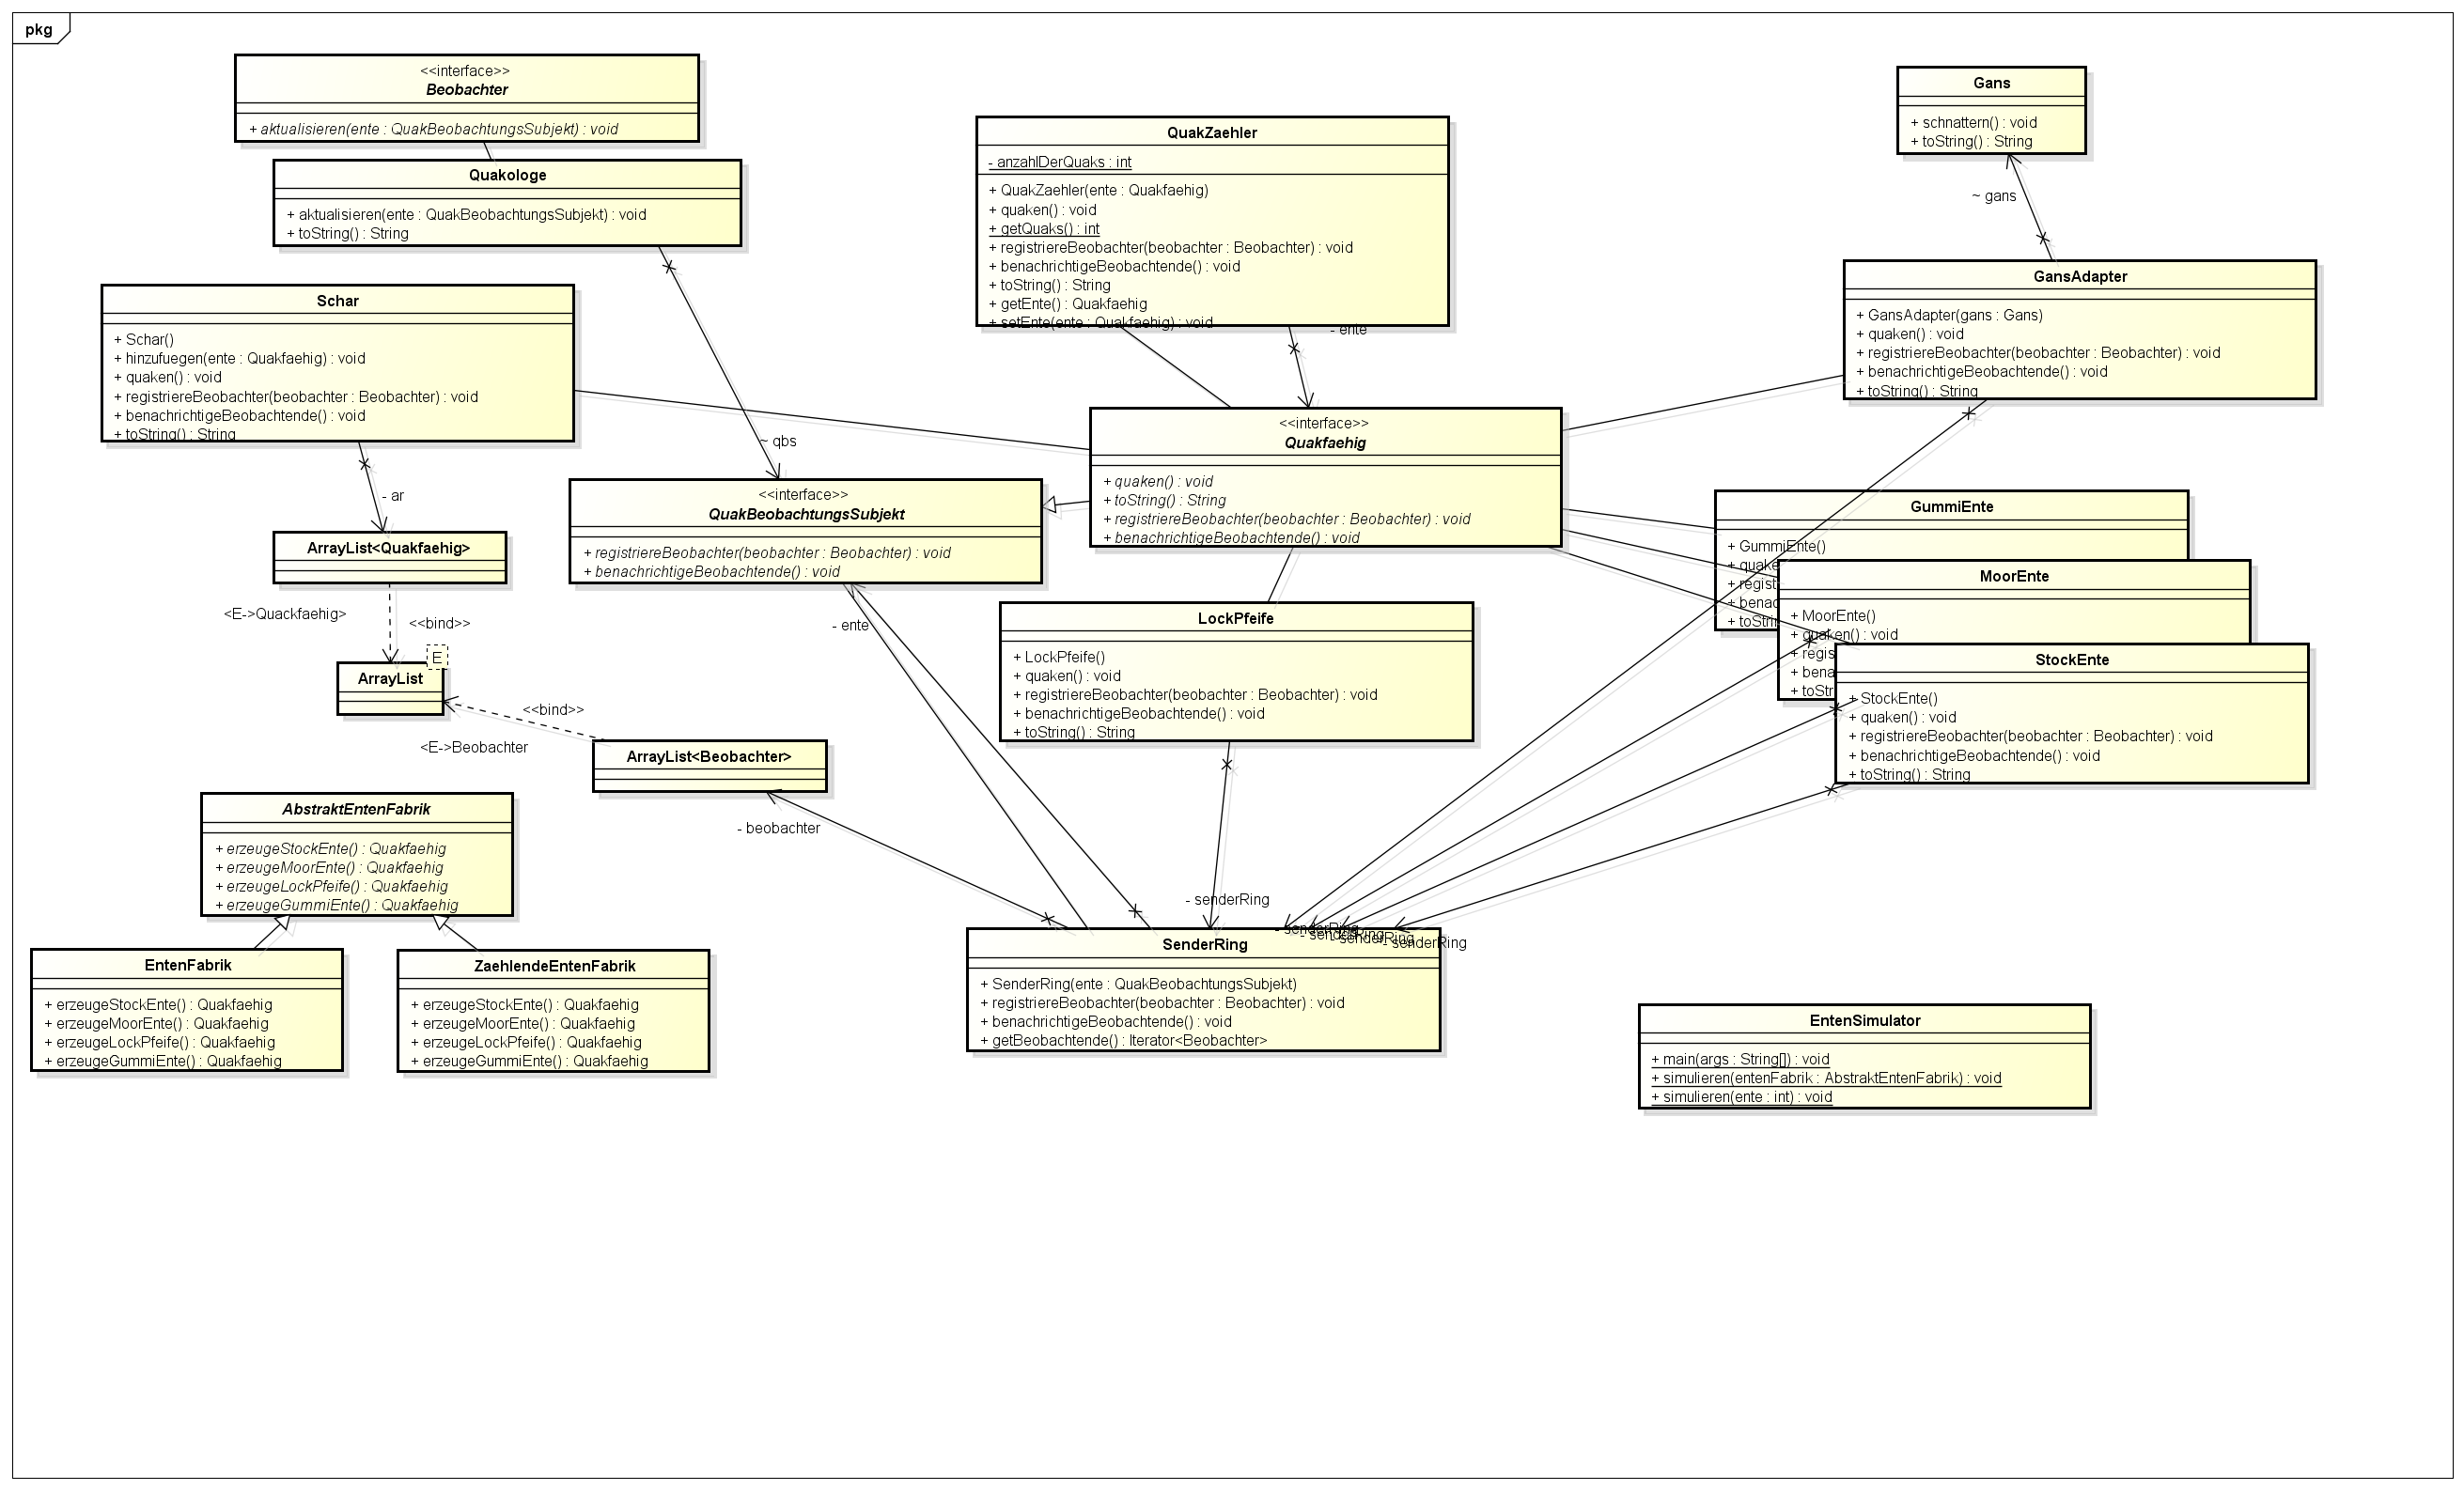 pkg
<<interface>>
Beobachter
+ aktualisieren(ente : QuakBeobachtungsSubjekt) : void
Quakologe
+ aktualisieren(ente : QuakBeobachtungsSubjekt) : void
+ toString() : String
Schar
+ Schar()
+ hinzufuegen(ente : Quakfaehig) : void
+ quaken() : void
+ registriereBeobachter(beobachter : Beobachter) : void
+ benachrichtigeBeobachtende() : void
+ toString() : String
QuakZaehler
- anzahlDerQuaks : int
+ QuakZaehler(ente : Quakfaehig)
+ quaken() : void
+ getQuaks() : int
+ registriereBeobachter(beobachter : Beobachter) : void
+ benachrichtigeBeobachtende() : void
+ toString() : String
+ getEnte() : Quakfaehig
+ setEnte(ente : Quakfaehig) : void
- ente
Gans
+ schnattern() : void
+ toString() : String
~ gans
GansAdapter
+ GansAdapter(gans : Gans)
+ quaken() : void
+ registriereBeobachter(beobachter : Beobachter) : void
+ benachrichtigeBeobachtende() : void
+ toString() : String
<<interface>>
Quakfaehig
+ quaken() : void
+ toString() : String
+ registriereBeobachter(beobachter : Beobachter) : void
+ benachrichtigeBeobachtende() : void
~ qbs
- ar
<<interface>>
QuakBeobachtungsSubjekt
+ registriereBeobachter(beobachter : Beobachter) : void
+ benachrichtigeBeobachtende() : void
ArrayList<Quakfaehig>
<E->Quackfaehig>
<<bind>>
E
ArrayList
<<bind>>
<E->Beobachter
ArrayList<Beobachter>
- beobachter
- ente
LockPfeife
+ LockPfeife()
+ quaken() : void
+ registriereBeobachter(beobachter : Beobachter) : void
+ benachrichtigeBeobachtende() : void
+ toString() : String
GummiEnte
+ GummiEnte()
+ quake
+ regist
+ benac
+ toStrin
MoorEnte
+ MoorEnte()
+ quaken() : void
+ regis
+ bena
+ toStr
StockEnte
+ StockEnte()
+ quaken() : void
+ registriereBeobachter(beobachter : Beobachter) : void
+ benachrichtigeBeobachtende() : void
+ toString() : String
AbstraktEntenFabrik
+ erzeugeStockEnte() : Quakfaehig
+ erzeugeMoorEnte() : Quakfaehig
+ erzeugeLockPfeife() : Quakfaehig
+ erzeugeGummiEnte() : Quakfaehig
EntenFabrik
+ erzeugeStockEnte() : Quakfaehig
+ erzeugeMoorEnte() : Quakfaehig
+ erzeugeLockPfeife() : Quakfaehig
+ erzeugeGummiEnte() : Quakfaehig
ZaehlendeEntenFabrik
+ erzeugeStockEnte() : Quakfaehig
+ erzeugeMoorEnte() : Quakfaehig
+ erzeugeLockPfeife() : Quakfaehig
+ erzeugeGummiEnte() : Quakfaehig
- senderRing
- senderRing
- senderRing
- senderRing
- senderRing
SenderRing
+ SenderRing(ente : QuakBeobachtungsSubjekt)
+ registriereBeobachter(beobachter : Beobachter) : void
+ benachrichtigeBeobachtende() : void
+ getBeobachtende() : Iterator<Beobachter>
EntenSimulator
+ main(args : String[]) : void
+ simulieren(entenFabrik : AbstraktEntenFabrik) : void
+ simulieren(ente : int) : void